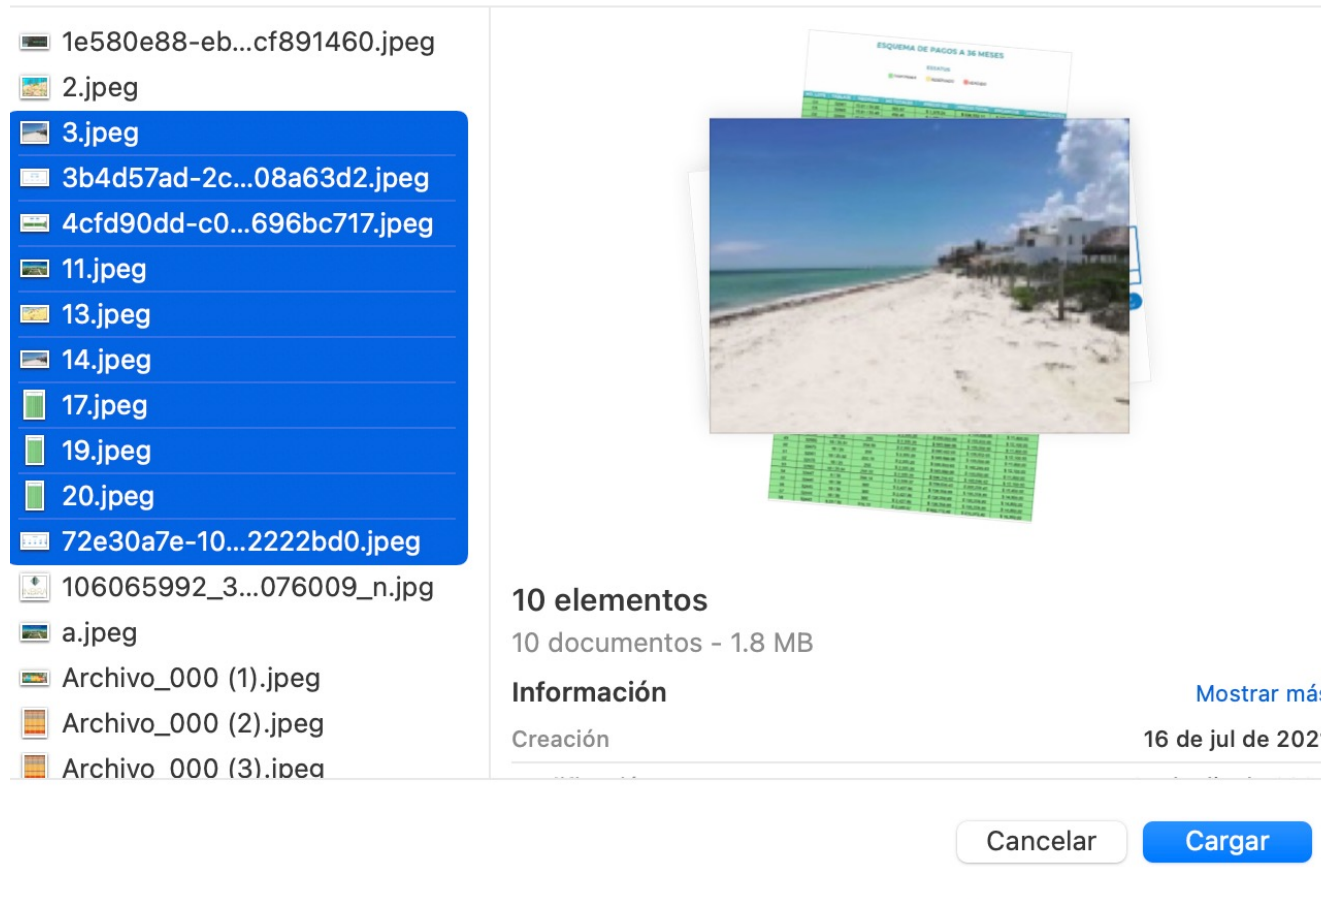 1e580e88-eb...cf891460.jpeg
2.jpeg
3.jpeg
3b4d57ad-2c...08a63d2.jpeg
4cfd90dd-c0...696bc717.jpeg
11.jpeg
13.jpeg
14.jpeg
17.jpeg
19.jpeg
20.jpeg
72e30a7e-10...2222bd0.jpeg
106065992_3...076009_n.jpg
a.jpeg
Archivo_000 (1).jpeg
Archivo_000 (2).jpeg
Archivo_000 (3).jpeg
ESQUEMA DE PAGOS A 36 MESES
10 elementos
10 documentos - 1.8 MB
Información
Mostrar más
Creación
16 de jul de 202
Cancelar
Cargar